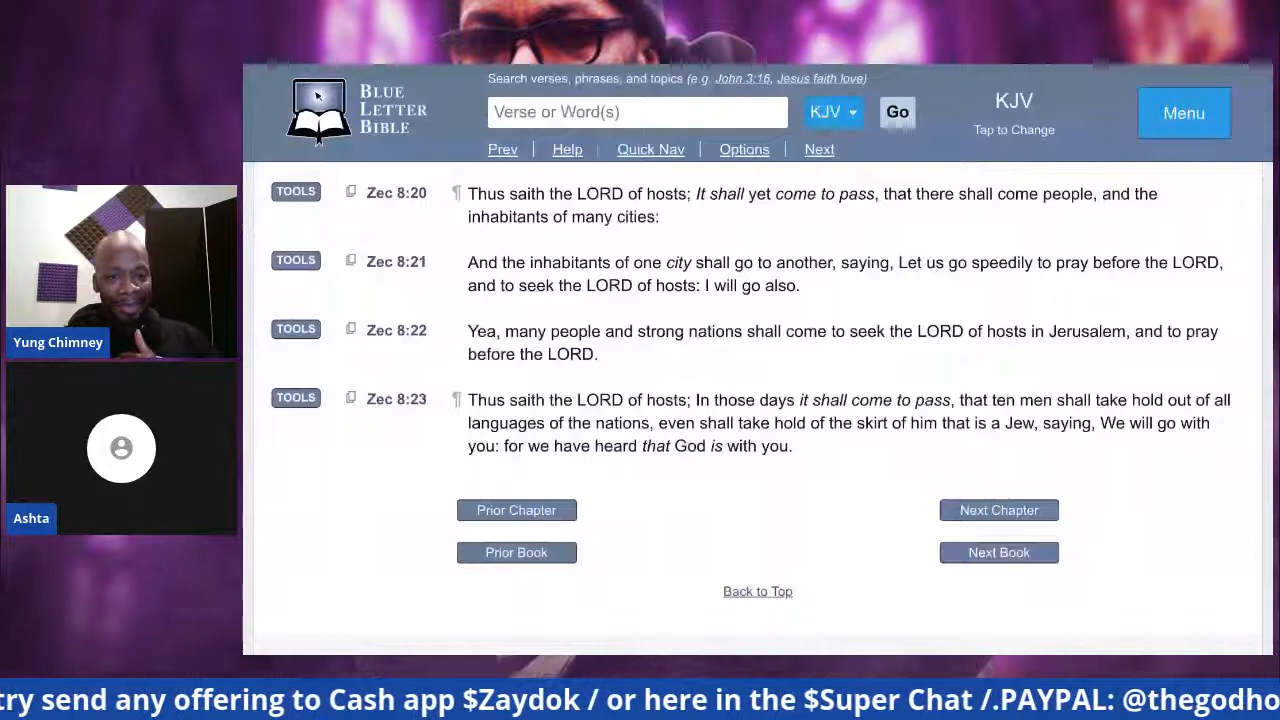 Search verses, phrases, and topics (e.g. John 3:16, Jesus faith love)
BLUE
LETTER
BIBLE
Verse or Word(s)
KJV
Go
KJV
Tap to Change
Menu
Prev | Help | Quick Nav | Options | Next
TOOLS Zec 8:20 ¶ Thus saith the LORD of hosts; It shall yet come to pass, that there shall come people, and the
inhabitants of many cities:
TOOLS Zec 8:21 And the inhabitants of one city shall go to another, saying, Let us go speedily to pray before the LORD,
and to seek the LORD of hosts: I will go also.
TOOLS Zec 8:22 Yea, many people and strong nations shall come to seek the LORD of hosts in Jerusalem, and to pray
before the LORD.
TOOLS Zec 8:23 ¶ Thus saith the LORD of hosts; In those days it shall come to pass, that ten men shall take hold out of all
languages of the nations, even shall take hold of the skirt of him that is a Jew, saying, We will go with
you: for we have heard that God is with you.
Prior Chapter
Next Chapter
Prior Book
Next Book
Back to Top
Yung Chimney
Ashta
try send any offering to Cash app $Zaydok / or here in the $Super Chat /.PAYPAL: @thegodho